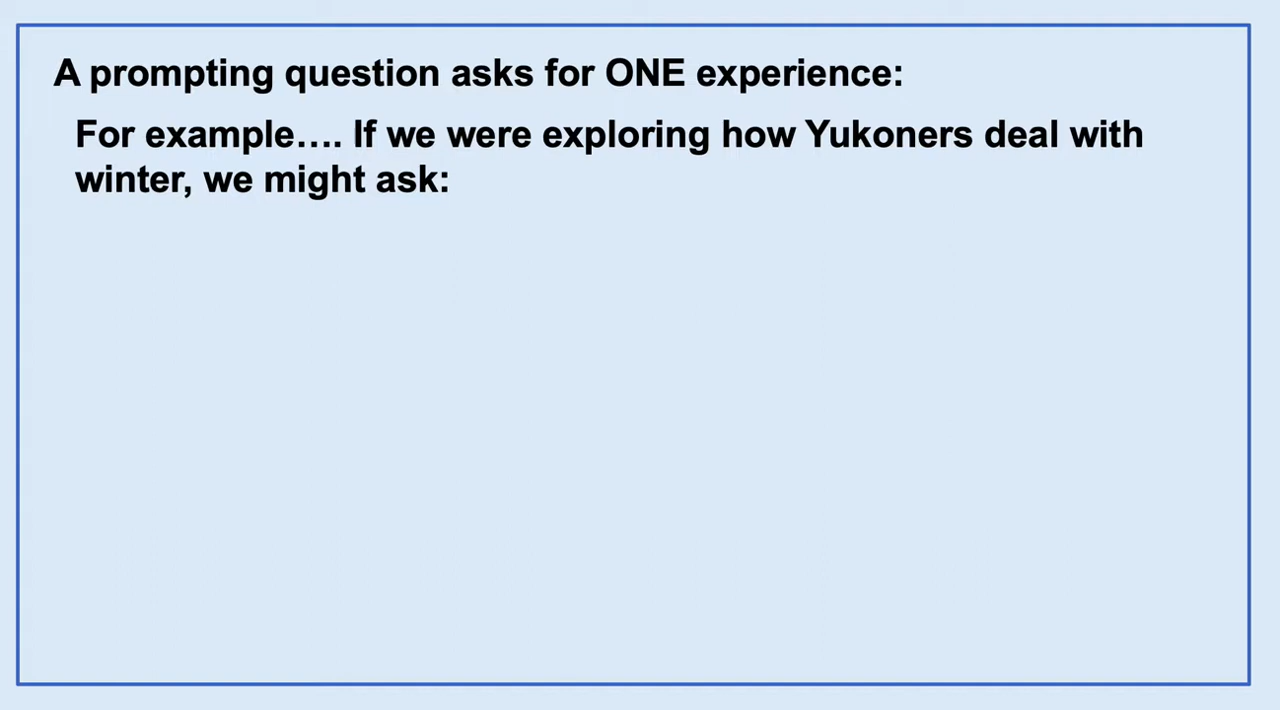 A prompting question asks for ONE experience:
For example…. If we were exploring how Yukoners deal with
winter, we might ask: